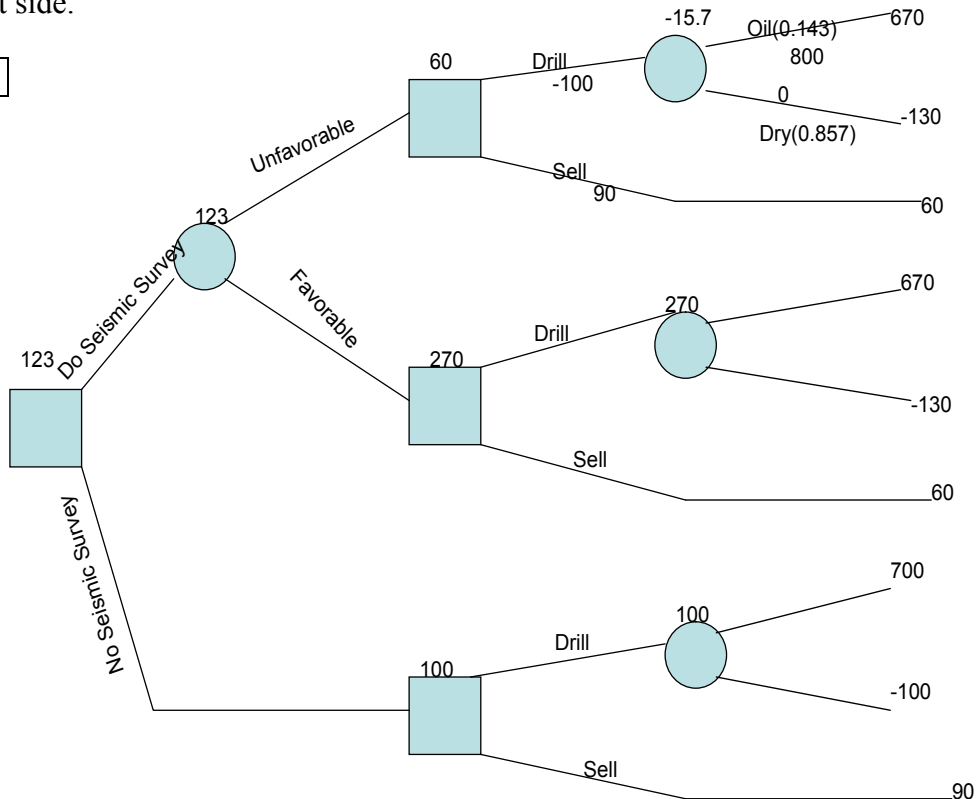 t side.
-15.7
Oil(0.143)
670
800
60
Drill
-100
0
-130
Dry(0.857)
Unfavorable
Sell
90
60
123
Do Seismic Survey
Favorable
670
270
Drill
123
270
-130
Sell
60
No Seismic Survey
700
100
Drill
100
-100
Sell
90